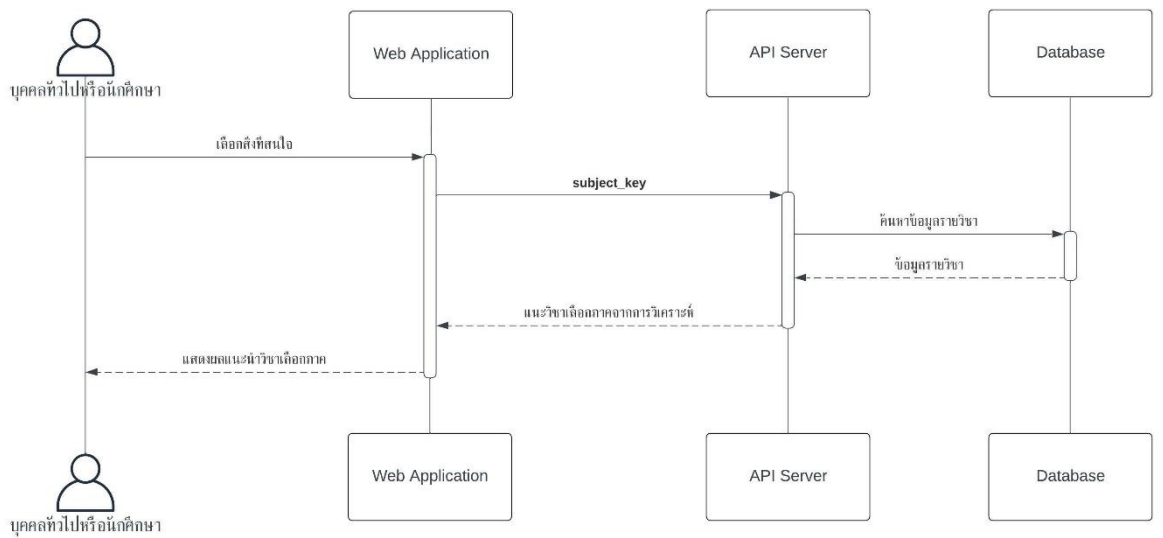 Web Application
API Server
Database
บุคคลทั่วไปหรือนักศึกษา
เลือกสิ่งที่สนใจ
subject_key
ค้นหาข้อมูลรายวิชา
ข้อมูลรายวิชา
แนะวิชาเลือกภาคจากการวิเคราะห์
แสดงผลแนะนำวิชาเลือกภาค
Web Application
API Server
Database
บุคคลทั่วไปหรือนักศึกษา